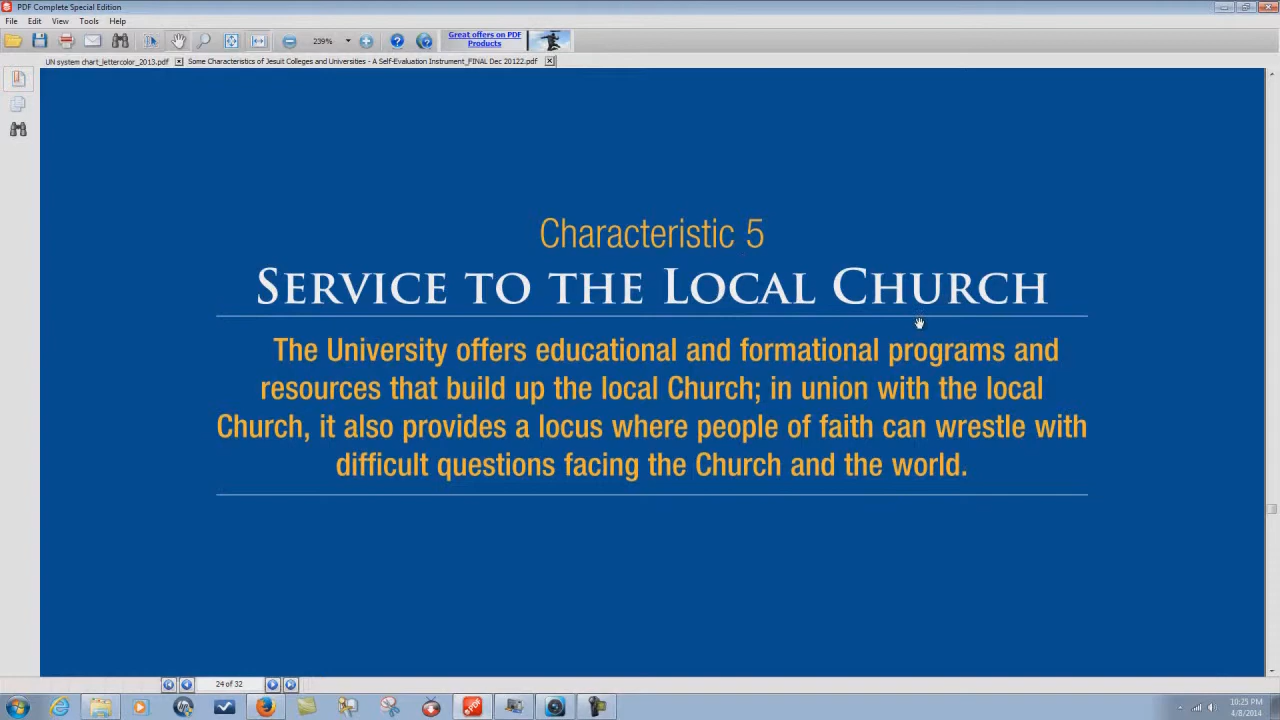 PDF Complete Special Edition
File Edit View Tools Help
239%
Great offers on PDF
Products
UN system chart_lettercolor_2013.pdf
Some Characteristics of Jesuit Colleges and Universities - A Self-Evaluation Instrument_FINAL Dec 20122.pdf
Characteristic 5
SERVICE TO THE LOCAL CHURCH
The University offers educational and formational programs and
resources that build up the local Church; in union with the local
Church, it also provides a locus where people of faith can wrestle with
difficult questions facing the Church and the world.
24 of 32
10:25 PM
4/8/2014